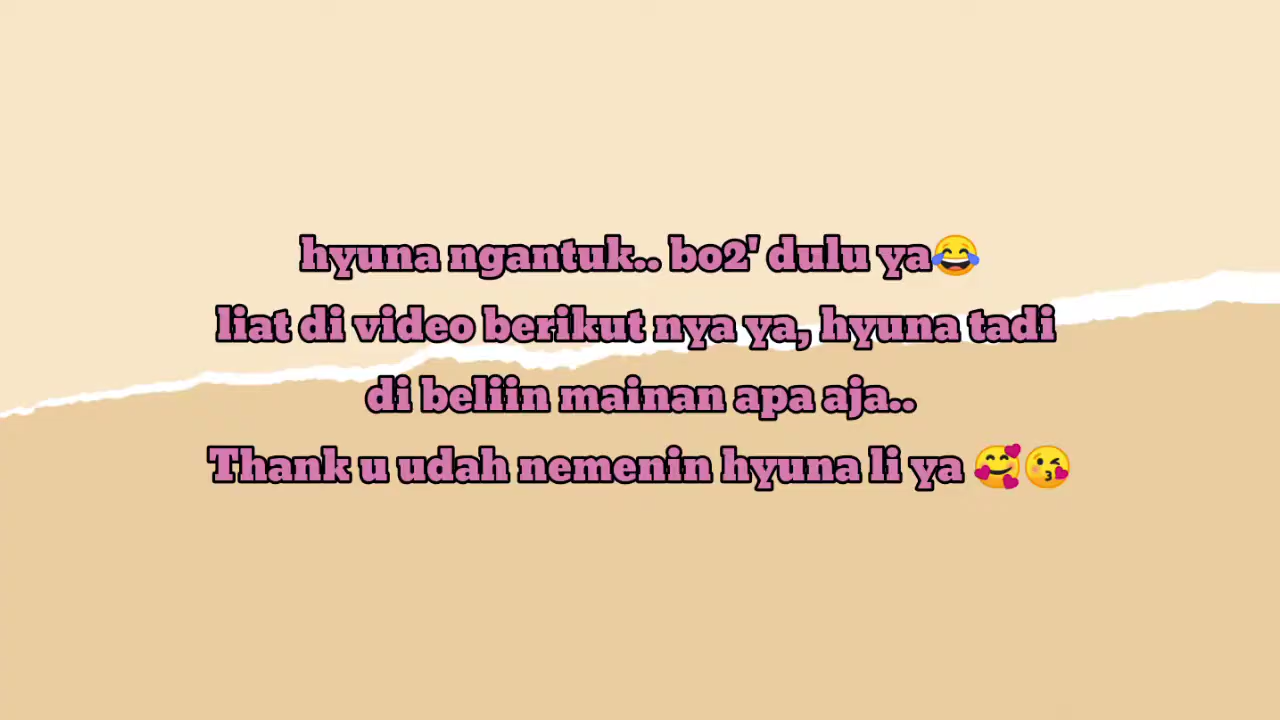 hyuna ngantuk.. bo2' dulu ya😂
liat di video berikut nya ya, hyuna tadi
di beliin mainan apa aja..
Thank u udah nemenin hyuna li ya 🥰😘